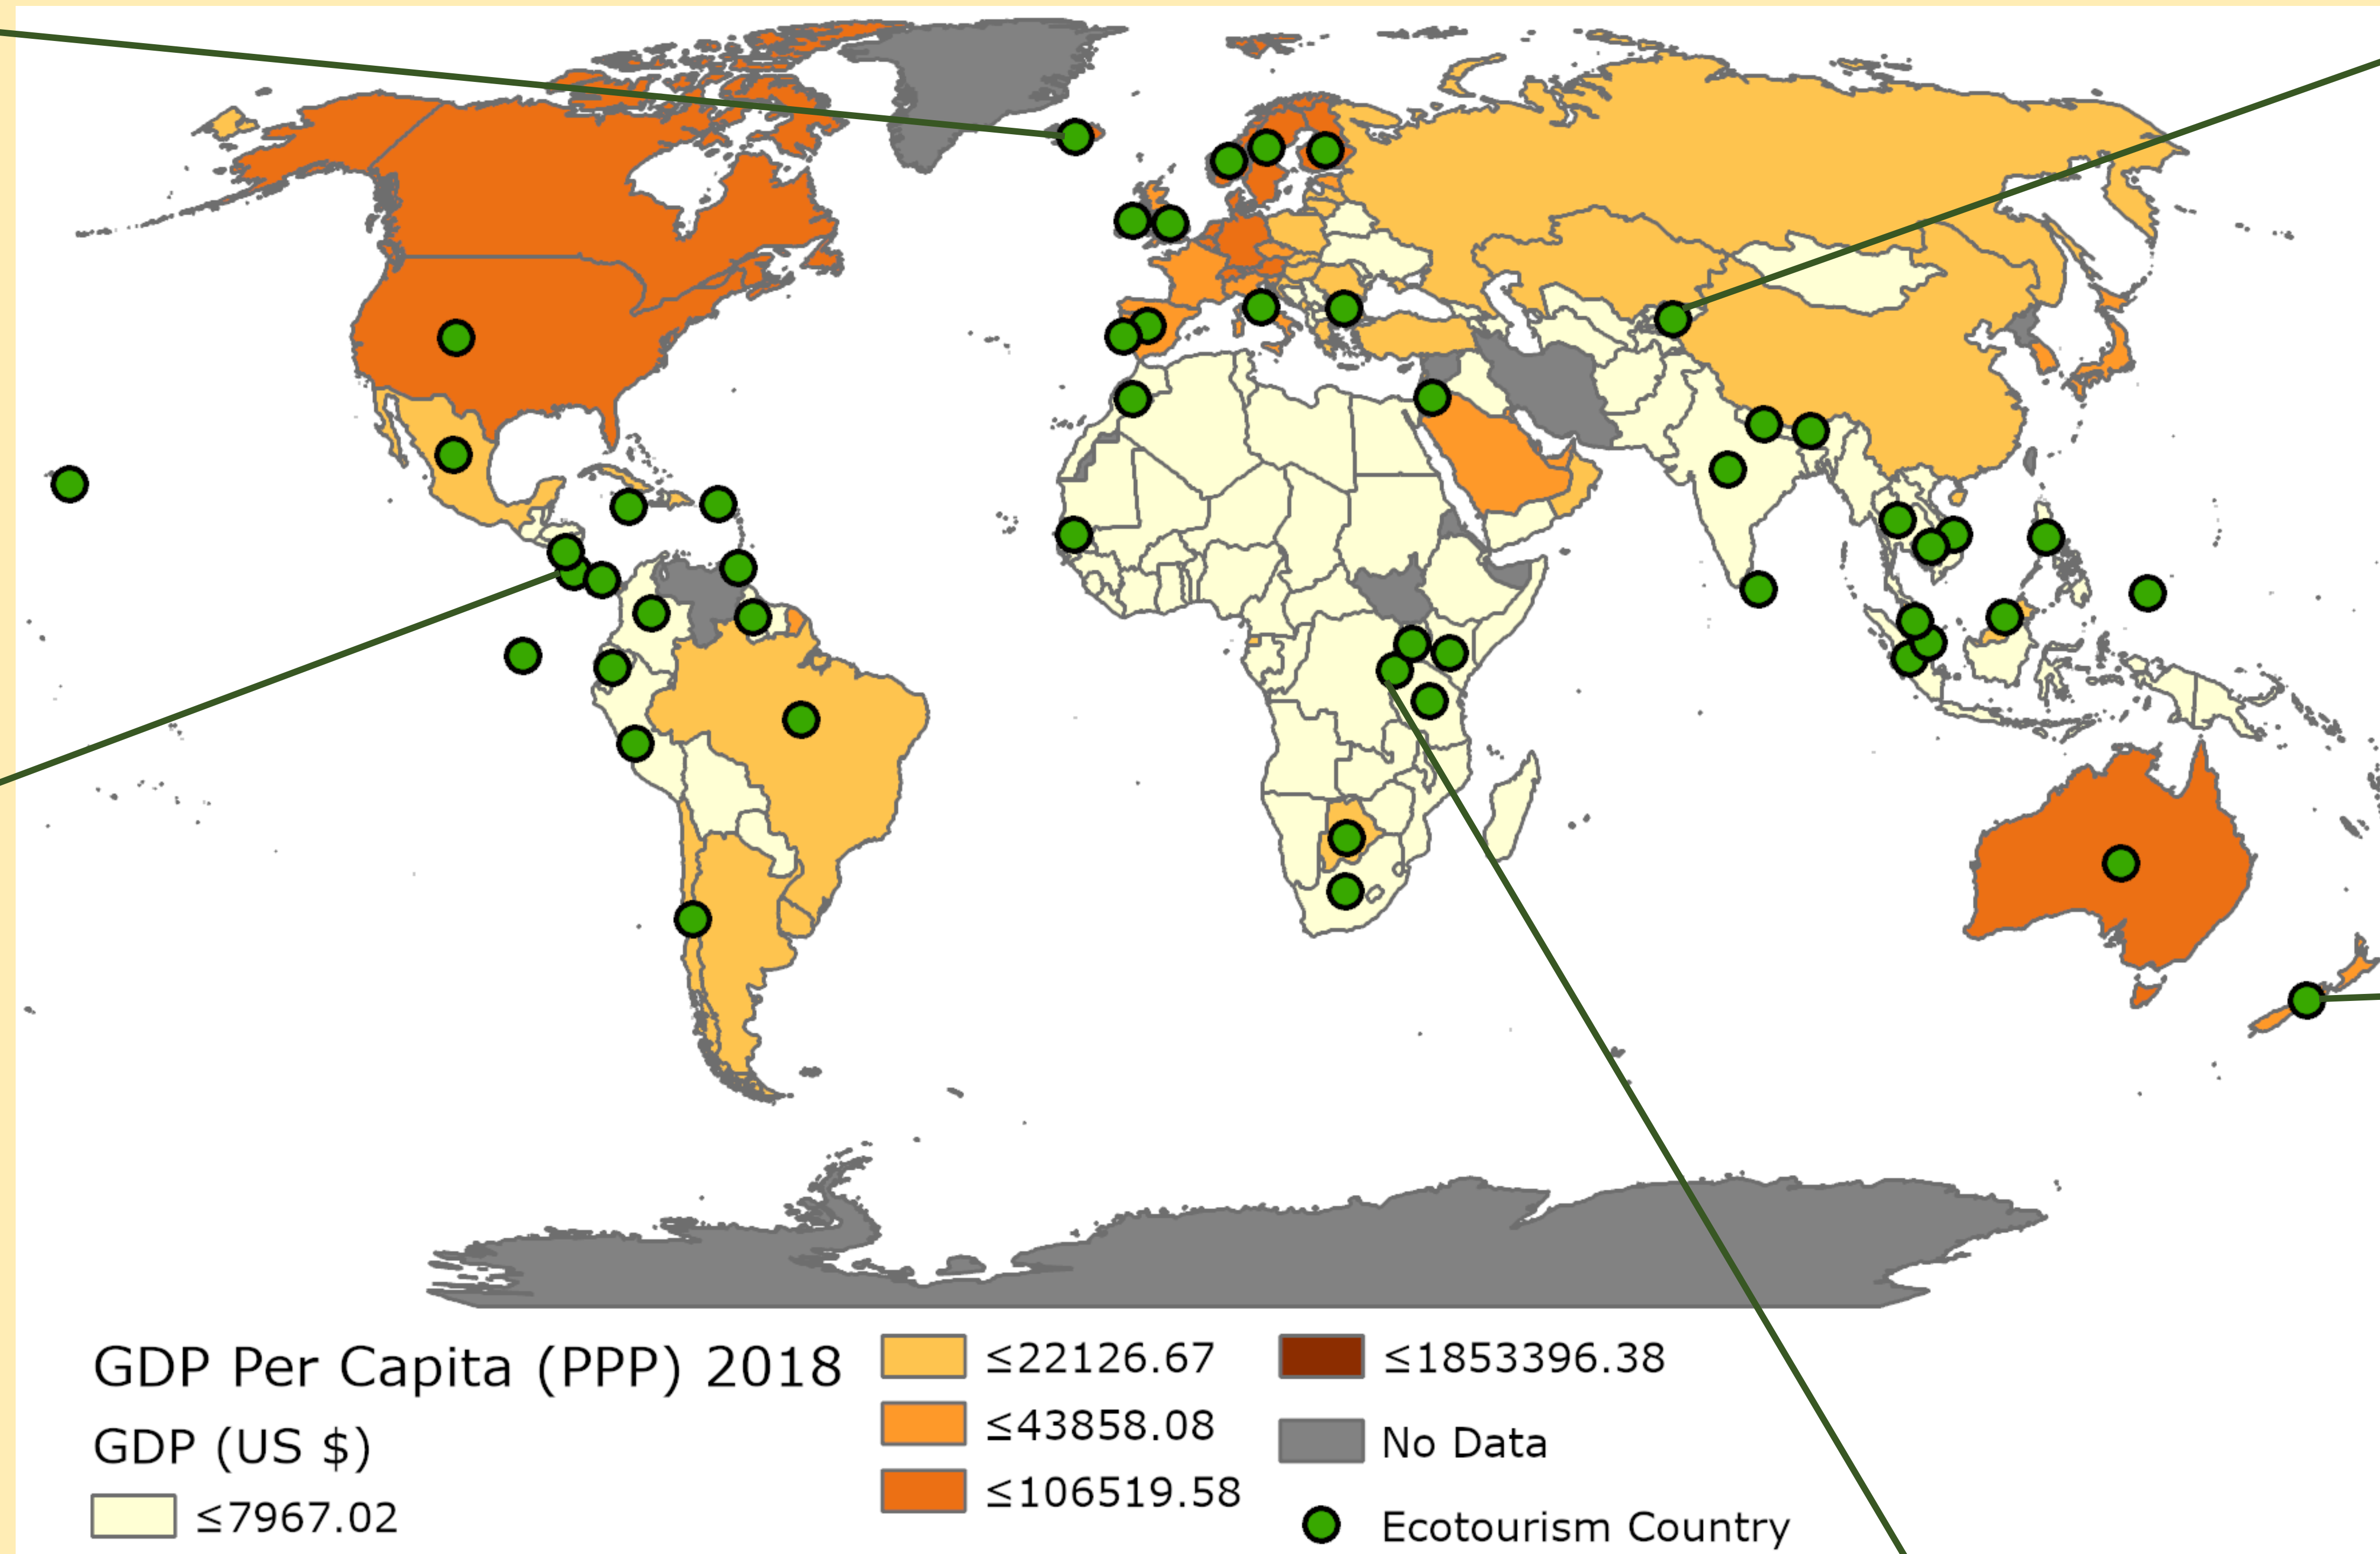 GDP Per Capita (PPP) 2018
GDP (US $)
≤7967.02
≤22126.67
≤43858.08
≤106519.58
≤1853396.38
No Data
Ecotourism Country